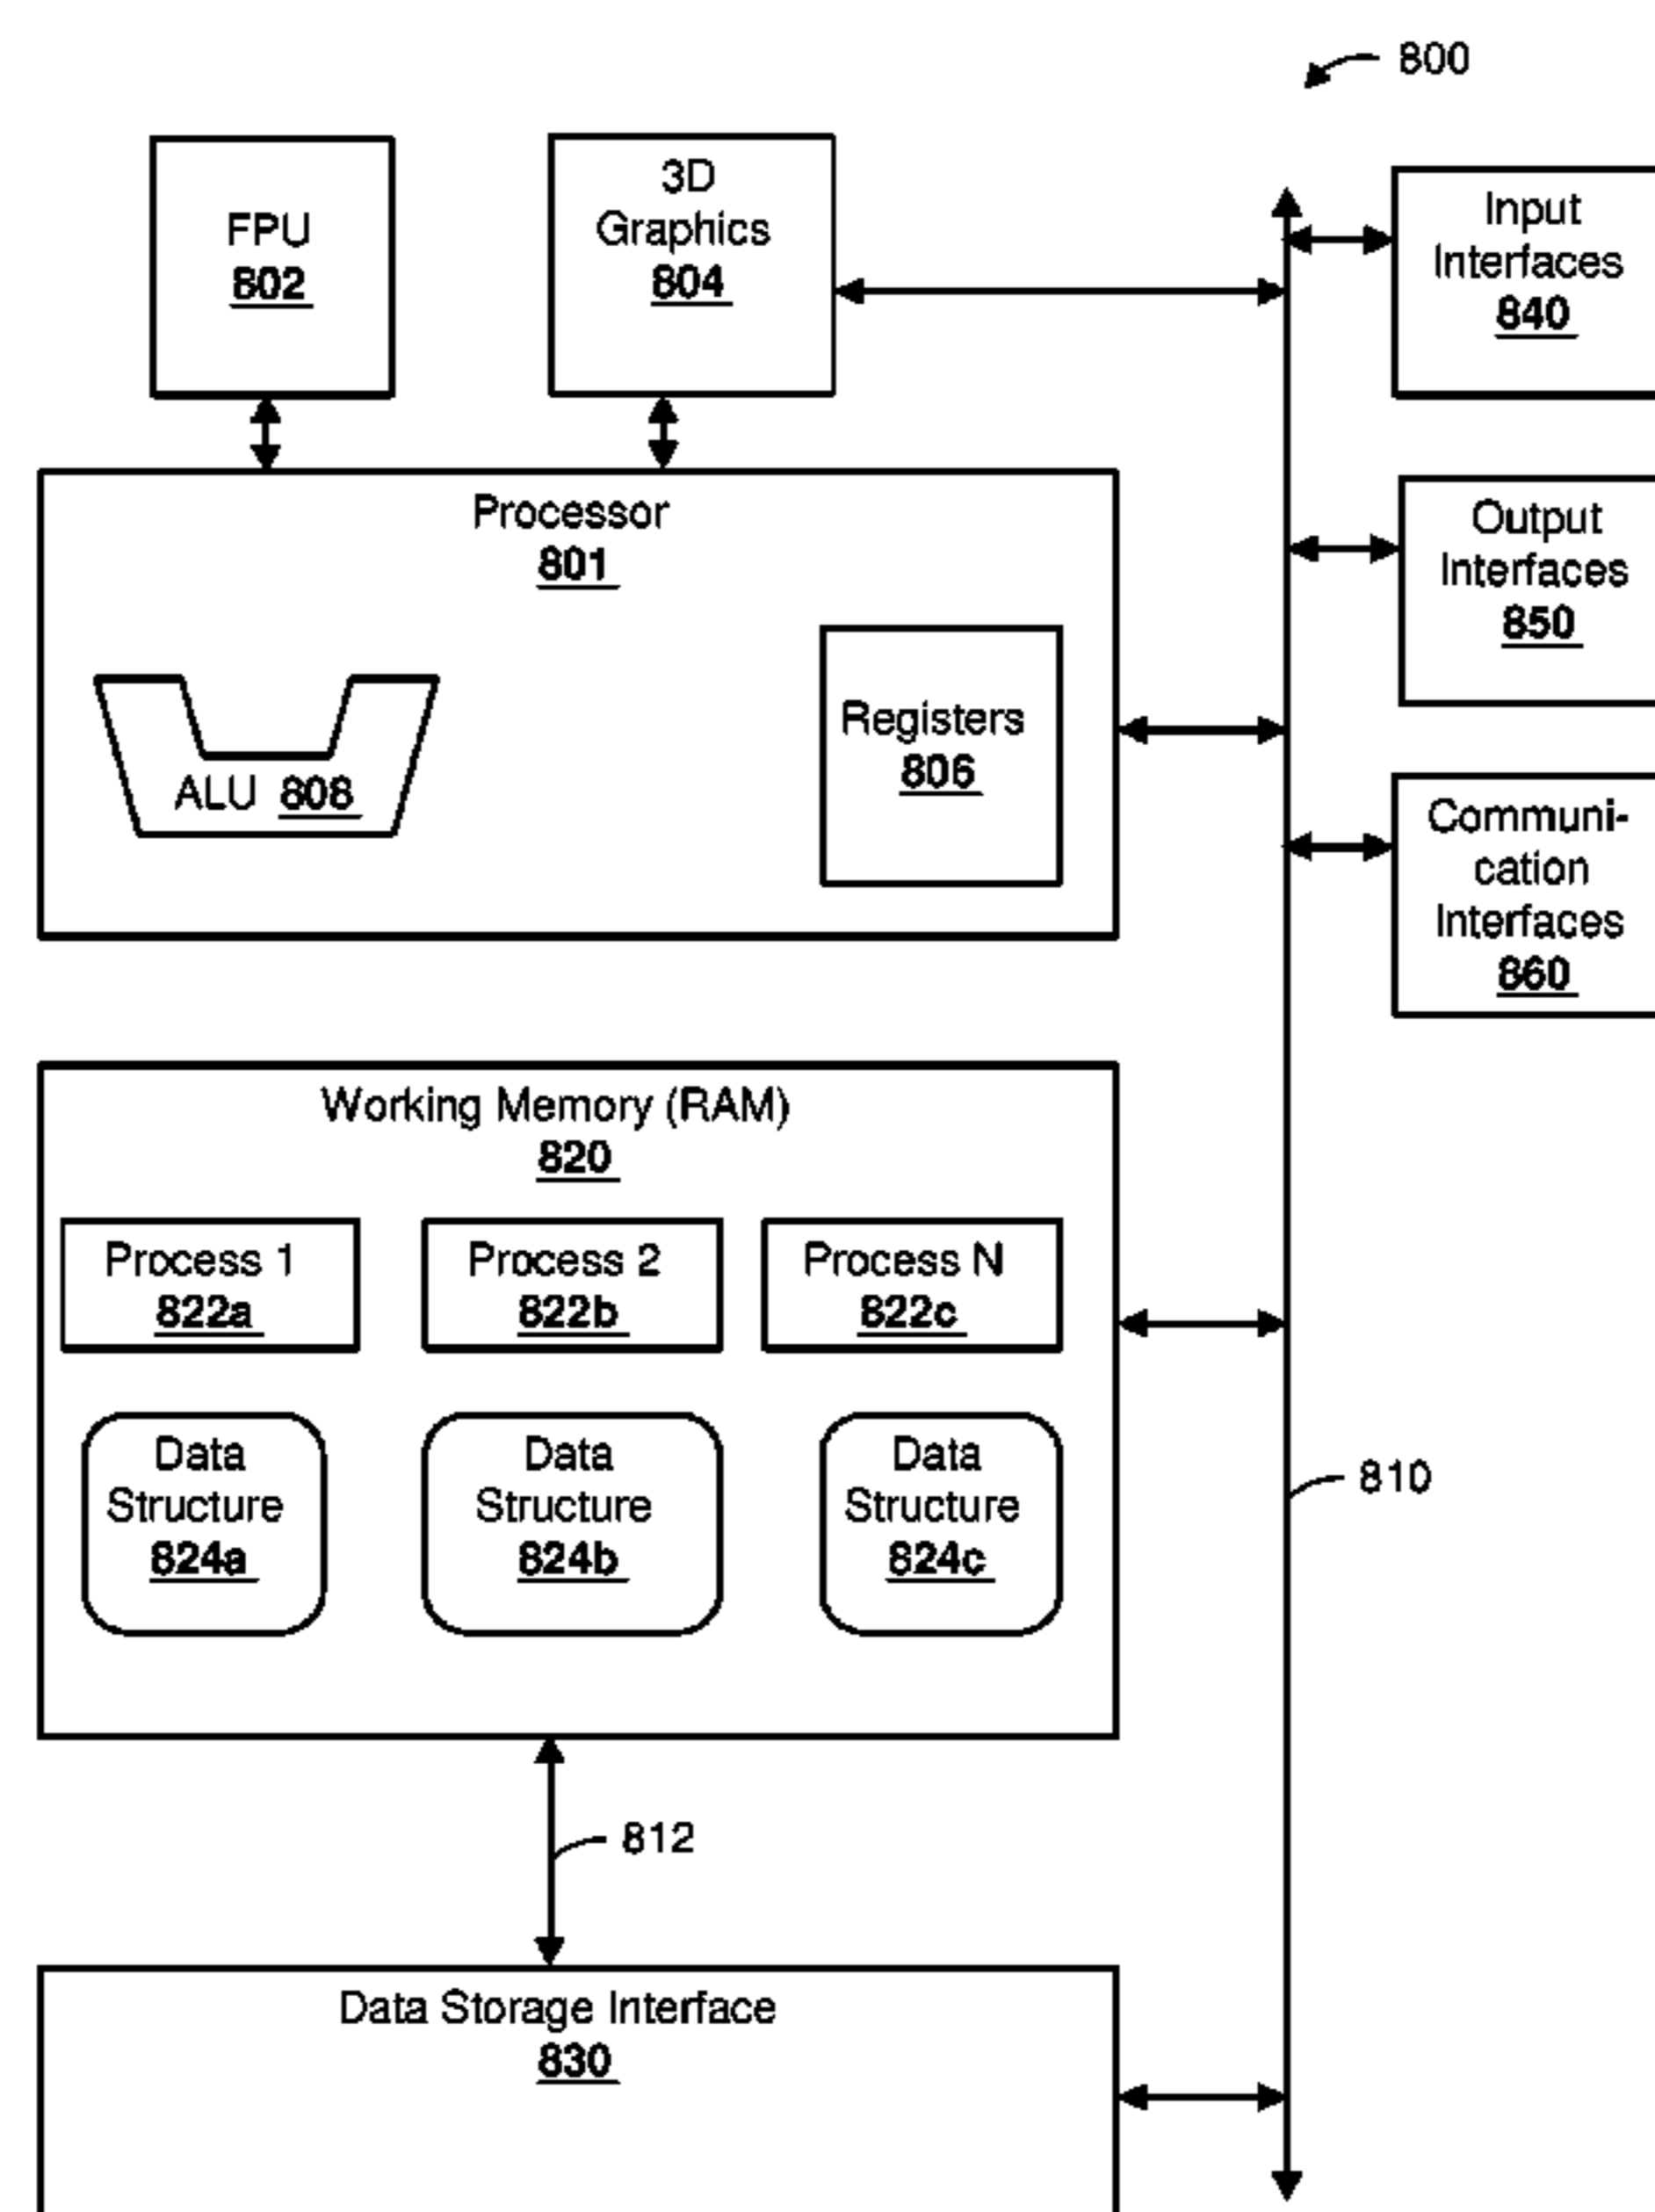 800
FPU
802
3D
Graphics
804
Input
Interfaces
840
Processor
801
Output
Interfaces
850
Registers
806
ALU 808
Communi-
cation
Interfaces
860
Working Memory (RAM)
820
Process 1
822a
Process 2
822b
Process N
822c
Data
Structure
824a
Data
Structure
824b
Data
Structure
824c
810
812
Data Storage Interface
830